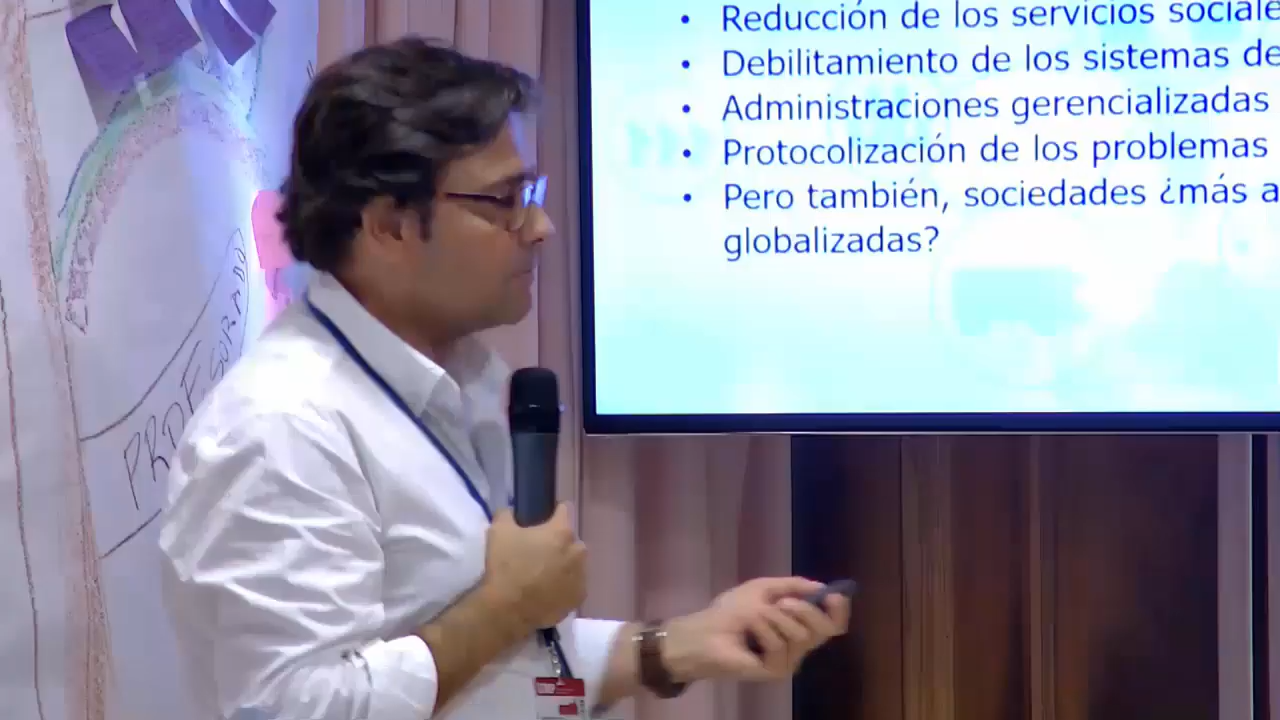 • Reducción de los servicios sociale
• Debilitamiento de los sistemas de
• Administraciones gerencializadas
• Protocolización de los problemas
• Pero también, sociedades ¿más a
globalizadas?
PROFESORADO